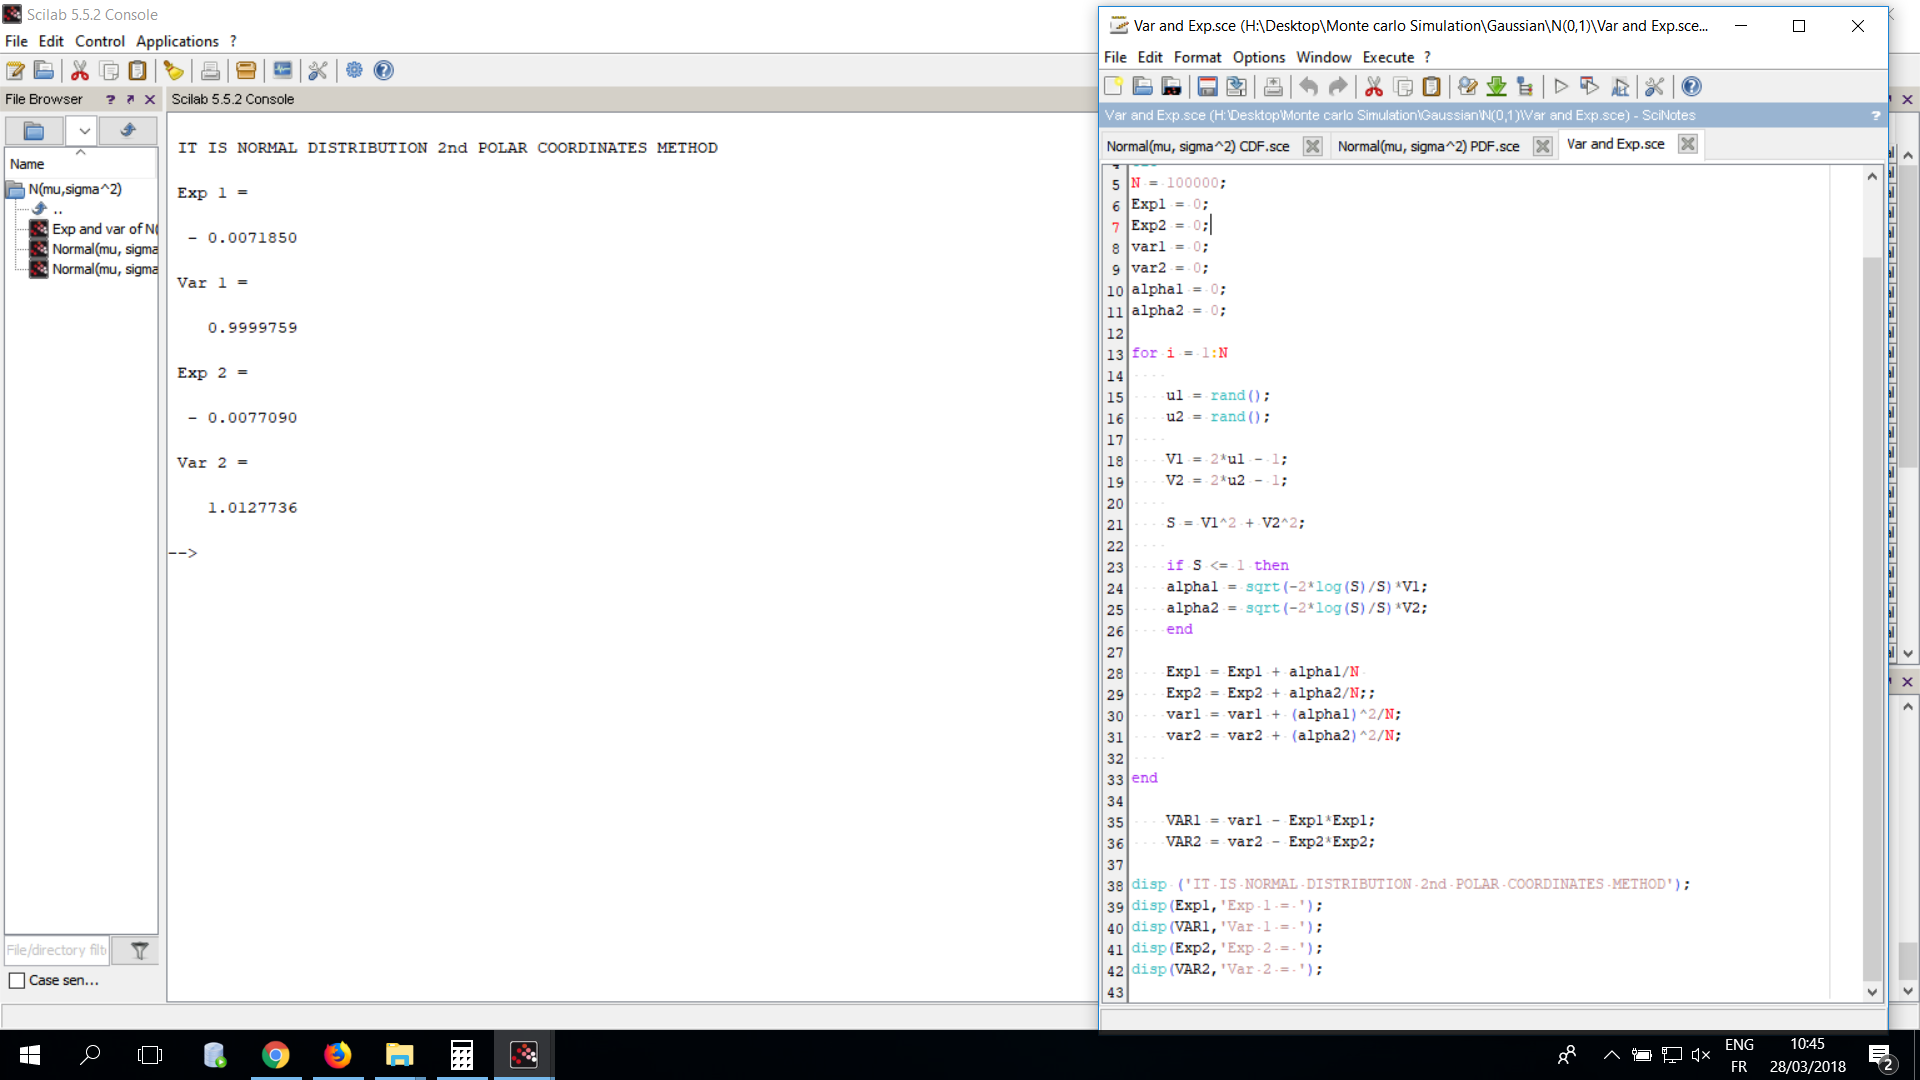 Scilab 5.5.2 Console
File Edit Control Applications ?
File Browser ? Scilab 5.5.2 Console
Name
N(mu,sigma^2)
..
Exp and var of N(
Normal(mu, sigma
Normal(mu, sigma
File/directory filt
Case sen...
IT IS NORMAL DISTRIBUTION 2nd POLAR COORDINATES METHOD
Exp 1 =
- 0.0071850
Var 1 =
0.9999759
Exp 2 =
- 0.0077090
Var 2 =
1.0127736
-->
Var and Exp.sce (H:\Desktop\Monte carlo Simulation\Gaussian\N(0,1)\Var and Exp.sce...
File Edit Format Options Window Execute ?
Var and Exp.sce (H:\Desktop\Monte carlo Simulation\Gaussian\N(0,1)\Var and Exp.sce) - SciNotes ?
Normal(mu, sigma^2) CDF.sce Normal(mu, sigma^2) PDF.sce Var and Exp.sce
5 N = 100000;
6 Exp1 = 0;
7 Exp2 = 0;
8 var1 = 0;
9 var2 = 0;
10 alpha1 = 0;
11 alpha2 = 0;
12
13 for i = 1:N
14
15 u1 = rand();
16 u2 = rand();
17
18 V1 = 2*u1 - 1;
19 V2 = 2*u2 - 1;
20
21 S = V1^2 + V2^2;
22
23 if S <= 1 then
24 alpha1 = sqrt(-2*log(S)/S)*V1;
25 alpha2 = sqrt(-2*log(S)/S)*V2;
26 end
27
28 Exp1 = Exp1 + alpha1/N
29 Exp2 = Exp2 + alpha2/N;;
30 var1 = var1 + (alpha1)^2/N;
31 var2 = var2 + (alpha2)^2/N;
32
33 end
34
35 VAR1 = var1 - Exp1*Exp1;
36 VAR2 = var2 - Exp2*Exp2;
37
38 disp ('IT IS NORMAL DISTRIBUTION 2nd POLAR COORDINATES METHOD');
39 disp(Exp1,'Exp 1 = ');
40 disp(VAR1,'Var 1 = ');
41 disp(Exp2,'Exp 2 = ');
42 disp(VAR2,'Var 2 = ');
43
ENG
FR
10:45
28/03/2018
2